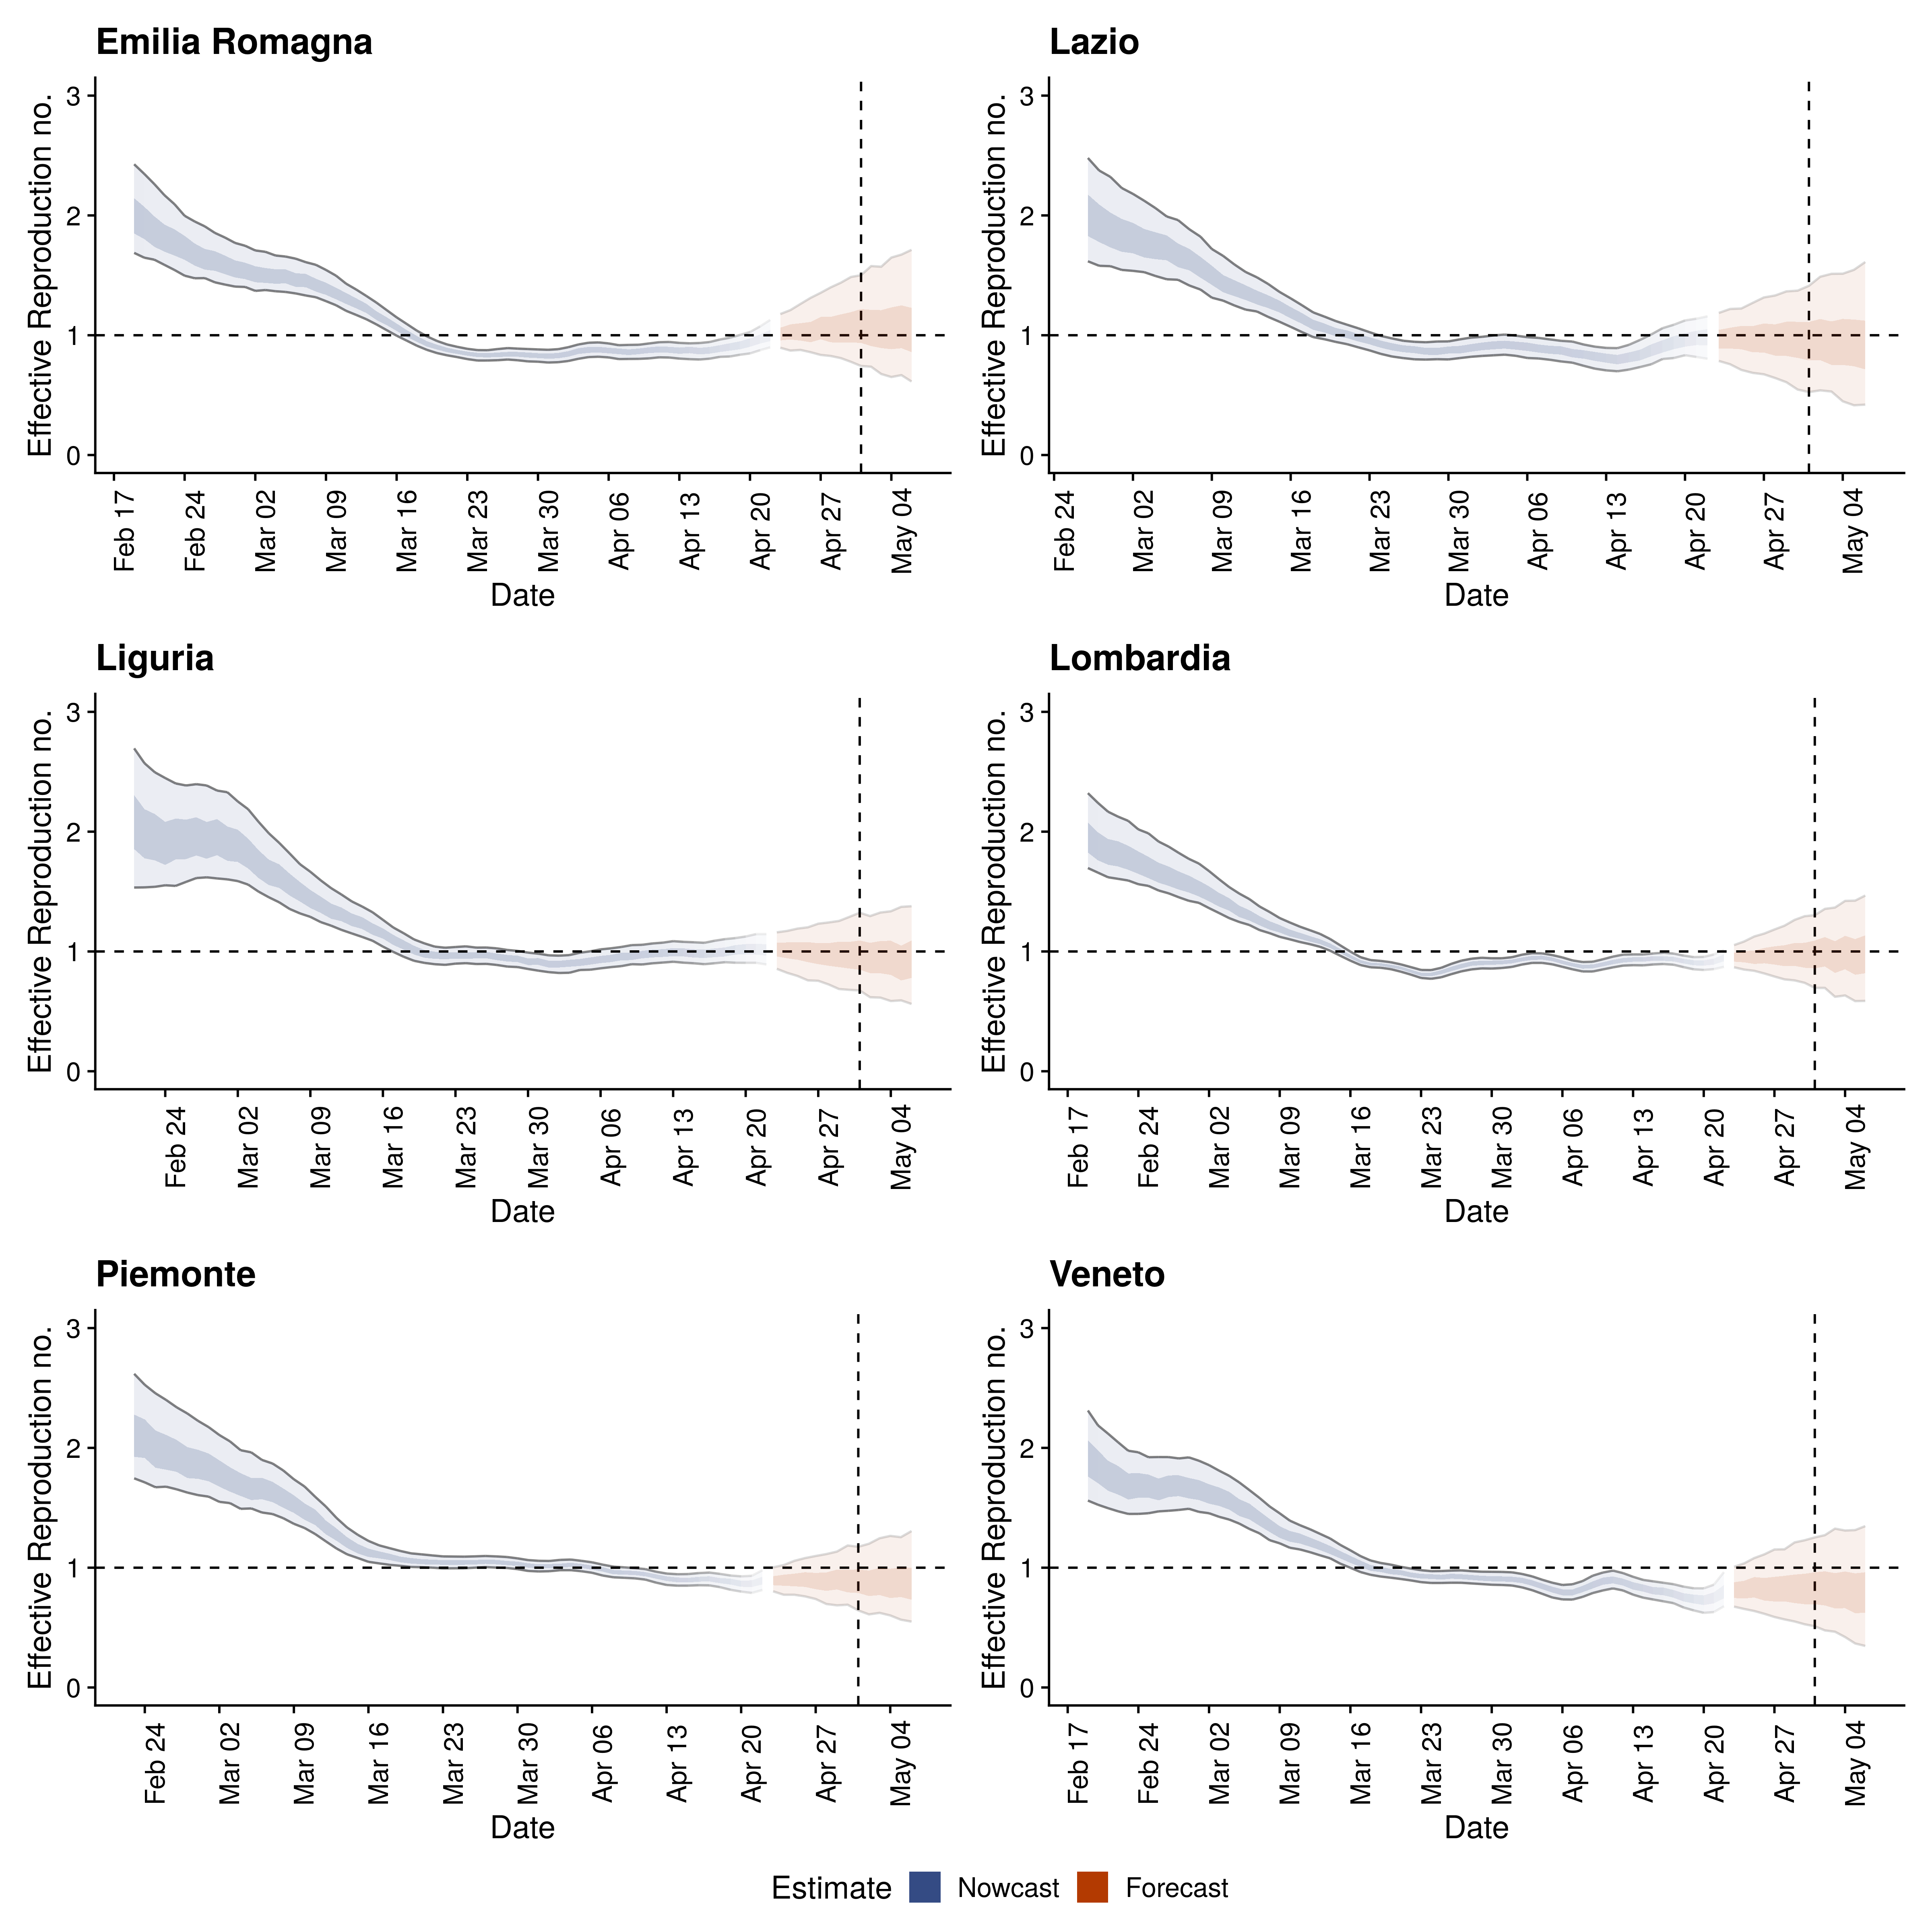 Emilia Romagna
Effective Reproduction no.
3
2
1
0
Feb 17 Feb 24 Mar 02 Mar 09 Mar 16 Mar 23 Mar 30 Apr 06 Apr 13 Apr 20 Apr 27 May 04
Date
Lazio
Effective Reproduction no.
3
2
1
0
Feb 24 Mar 02 Mar 09 Mar 16 Mar 23 Mar 30 Apr 06 Apr 13 Apr 20 Apr 27 May 04
Date
Liguria
Effective Reproduction no.
3
2
1
0
Feb 24 Mar 02 Mar 09 Mar 16 Mar 23 Mar 30 Apr 06 Apr 13 Apr 20 Apr 27 May 04
Date
Lombardia
Effective Reproduction no.
3
2
1
0
Feb 17 Feb 24 Mar 02 Mar 09 Mar 16 Mar 23 Mar 30 Apr 06 Apr 13 Apr 20 Apr 27 May 04
Date
Piemonte
Effective Reproduction no.
3
2
1
0
Feb 24 Mar 02 Mar 09 Mar 16 Mar 23 Mar 30 Apr 06 Apr 13 Apr 20 Apr 27 May 04
Date
Veneto
Effective Reproduction no.
3
2
1
0
Feb 17 Feb 24 Mar 02 Mar 09 Mar 16 Mar 23 Mar 30 Apr 06 Apr 13 Apr 20 Apr 27 May 04
Date
Estimate Nowcast Forecast